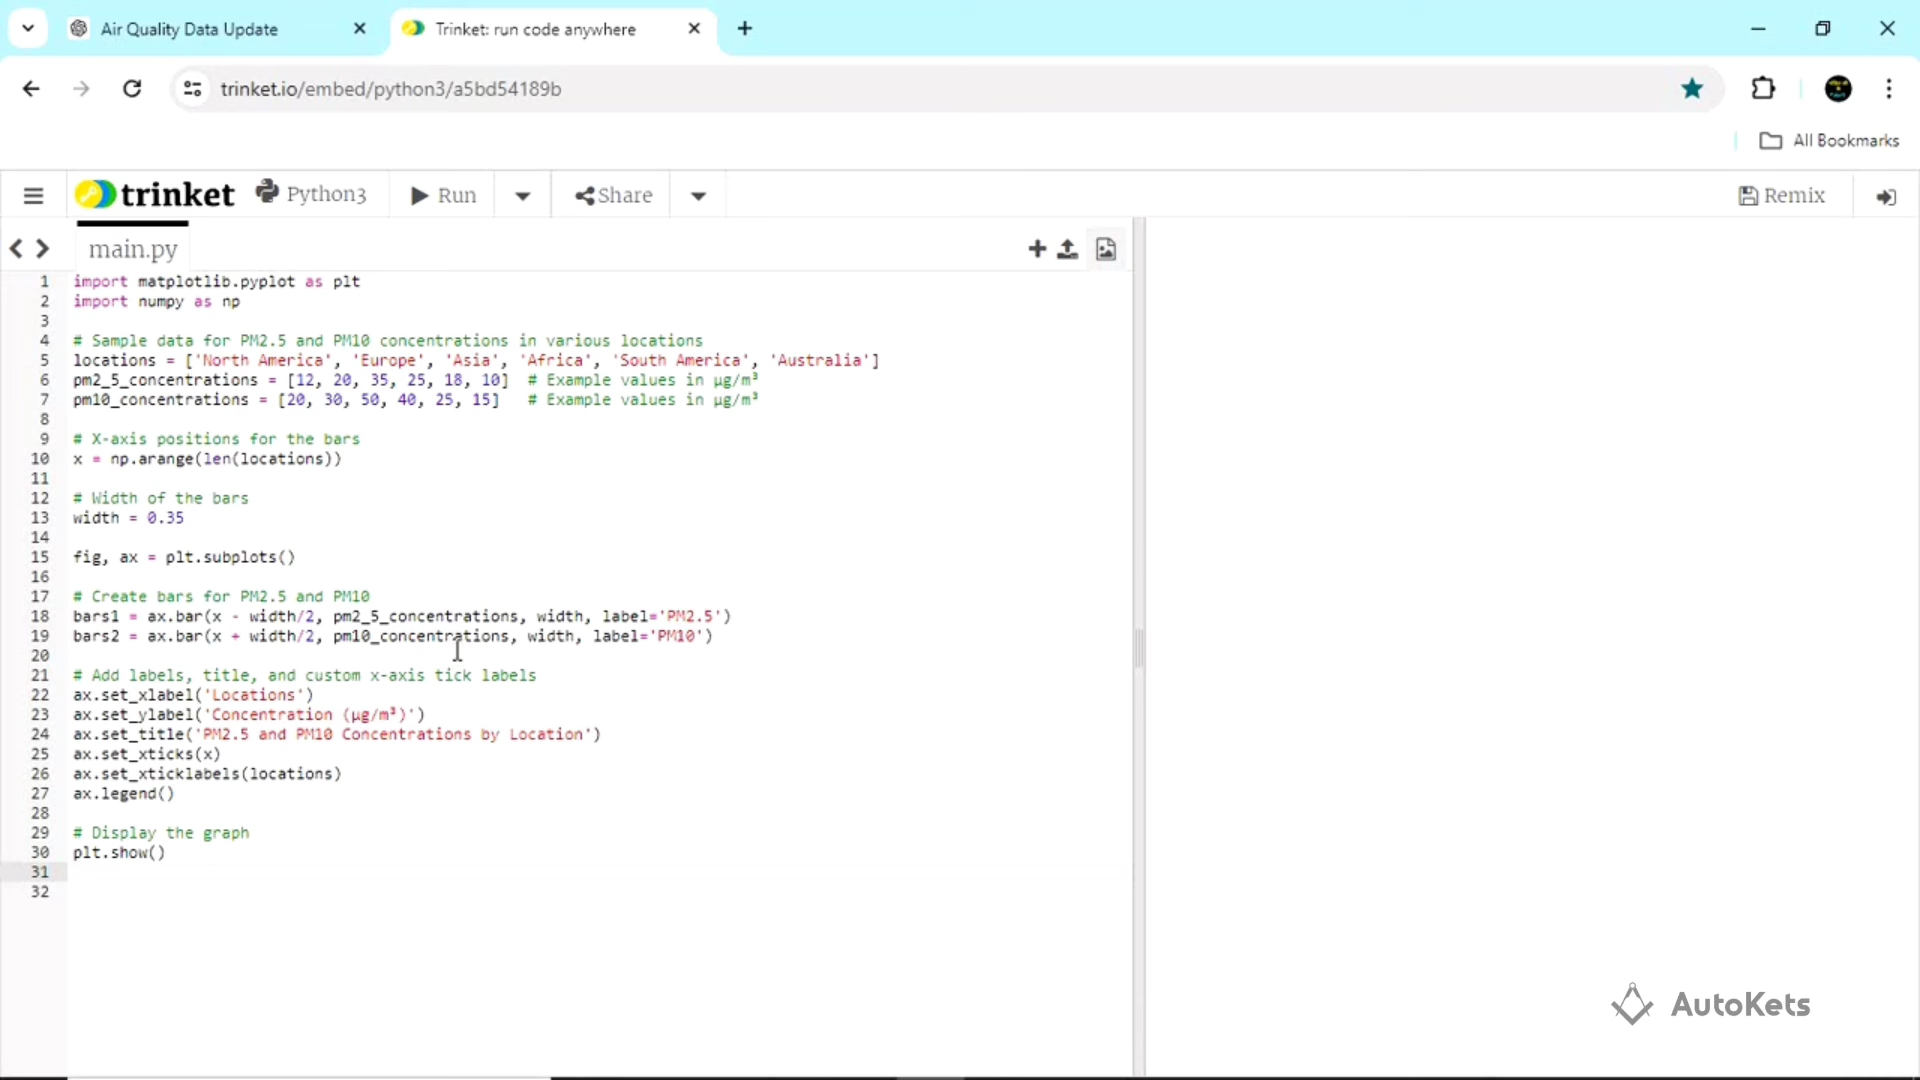 Air Quality Data Update
Trinket: run code anywhere
trinket.io/embed/python3/a5bd54189b
All Bookmarks
trinket
Python3
Run
Share
Remix
main.py
1 import matplotlib.pyplot as plt
2 import numpy as np
3
4 # Sample data for PM2.5 and PM10 concentrations in various locations
5 locations = ['North America', 'Europe', 'Asia', 'Africa', 'South America', 'Australia']
6 pm2_5_concentrations = [12, 20, 35, 25, 18, 10]  # Example values in µg/m³
7 pm10_concentrations = [20, 30, 50, 40, 25, 15]   # Example values in µg/m³
8
9 # X-axis positions for the bars
10 x = np.arange(len(locations))
11
12 # Width of the bars
13 width = 0.35
14
15 fig, ax = plt.subplots()
16
17 # Create bars for PM2.5 and PM10
18 bars1 = ax.bar(x - width/2, pm2_5_concentrations, width, label='PM2.5')
19 bars2 = ax.bar(x + width/2, pm10_concentrations, width, label='PM10')
20
21 # Add labels, title, and custom x-axis tick labels
22 ax.set_xlabel('Locations')
23 ax.set_ylabel('Concentration (µg/m³)')
24 ax.set_title('PM2.5 and PM10 Concentrations by Location')
25 ax.set_xticks(x)
26 ax.set_xticklabels(locations)
27 ax.legend()
28
29 # Display the graph
30 plt.show()
31
32
AutoKets